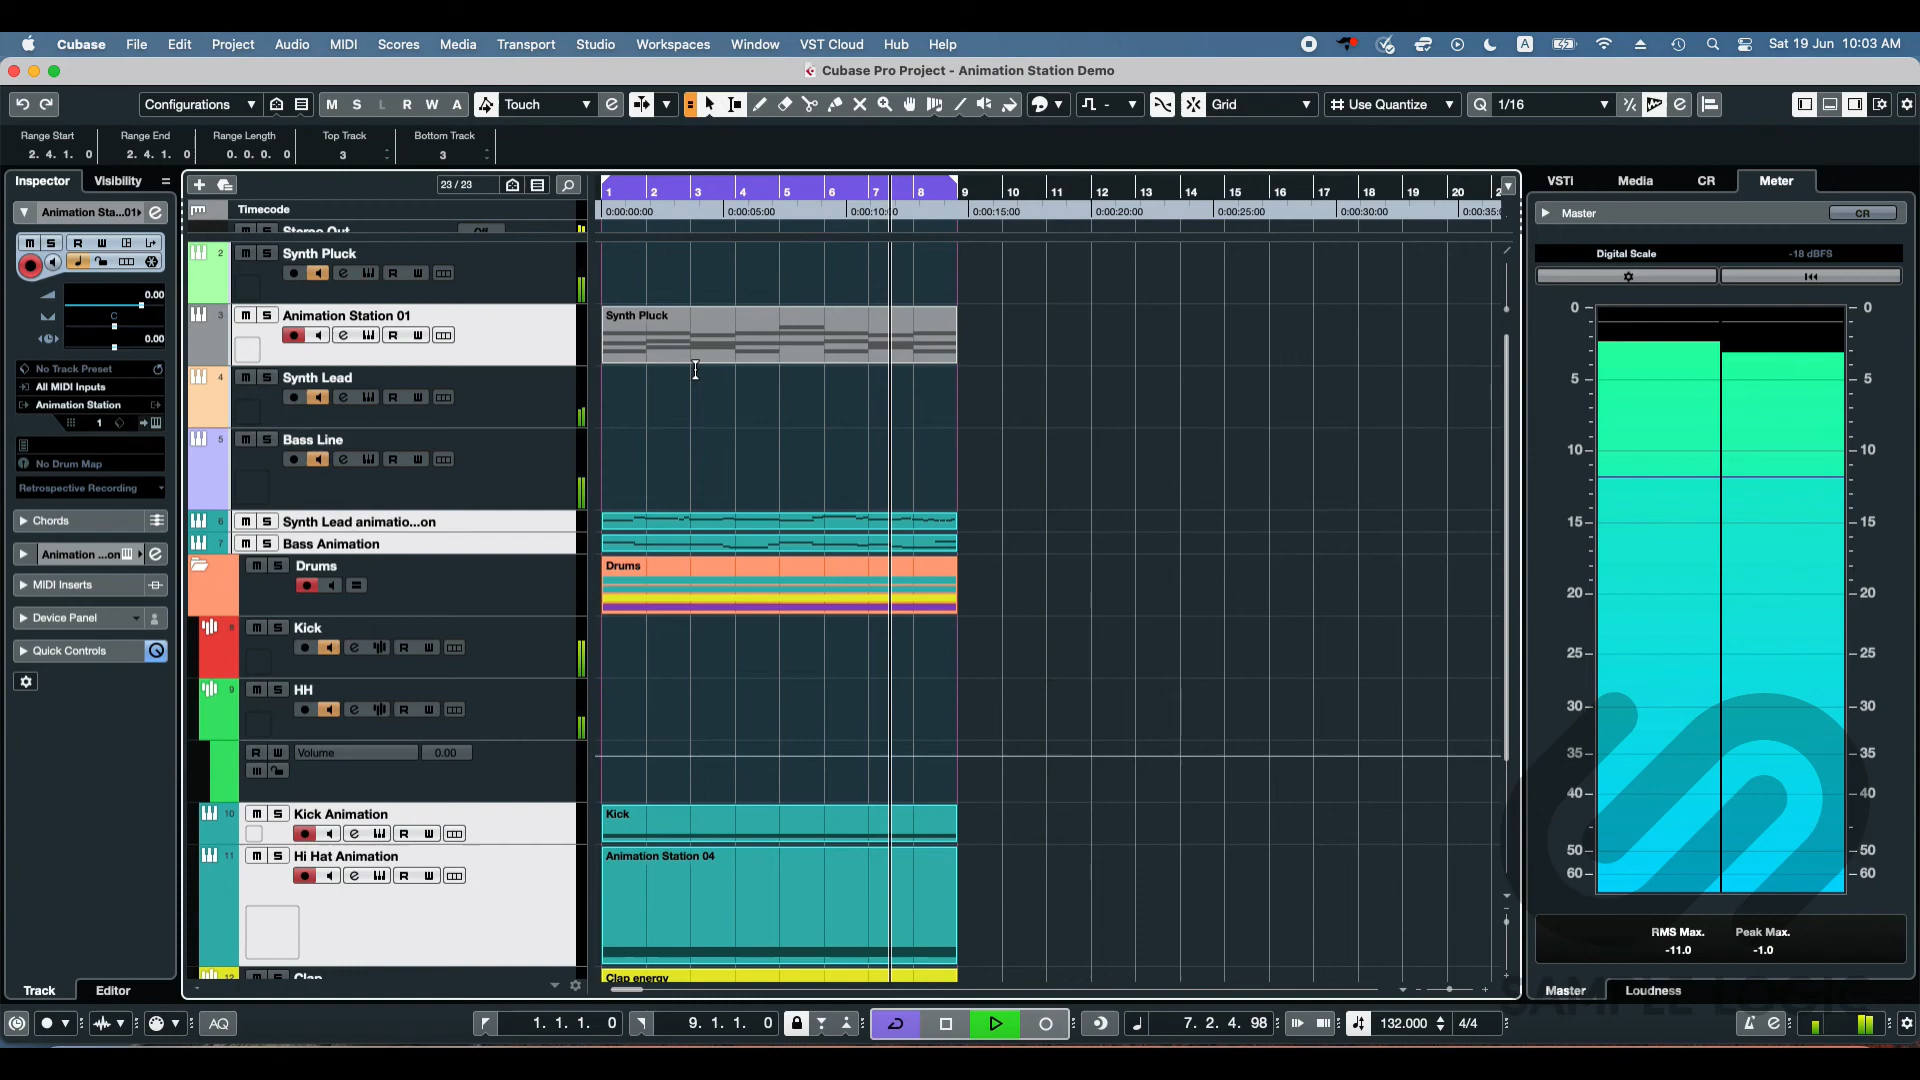 Cubase File Edit Project Audio MIDI Scores Media Transport Studio Workspaces Window VST Cloud Hub Help A Sat 19 Jun 10:03 AM
Cubase Pro Project - Animation Station Demo
Configurations M S L R W A Touch Grid Use Quantize Q 1/16
Range Start Range End Range Length Top Track Bottom Track
2. 4. 1. 0 2. 4. 1. 0 0. 0. 0. 0 3 3
Inspector Visibility
23 / 23
1 2 3 4 5 6 7 8 9 10 11 12 13 14 15 16 17 18 19 20
VSTi Media CR Meter
Animation Sta...01
Timecode
0:00:00:00 0:00:05:00 0:00:15:00 0:00:20:00 0:00:25:00 0:00:30:00
Master CR
Stereo Out
M S R W
0.00
C
0.00
No Track Preset
All MIDI Inputs
Animation Station
1
No Drum Map
Retrospective Recording
Chords
Animation ...on
MIDI Inserts
Device Panel
Quick Controls
Track Editor
2 Synth Pluck
3 Animation Station 01
4 Synth Lead
5 Bass Line
6 Synth Lead animatio...on
7 Bass Animation
Drums
8 Kick
9 HH
R W Volume 0.00
10 Kick Animation
11 Hi Hat Animation
12 Clap
Synth Pluck
Drums
Kick
Animation Station 04
Clap energy
Digital Scale -18 dBFS
0 0
5 5
10 10
15 15
20 20
25 25
30 30
35 35
40 40
50 50
60 60
RMS Max. Peak Max.
-11.0 -1.0
Master Loudness
SAMPLE LOGIC
AQ 1. 1. 1. 0 9. 1. 1. 0 7. 2. 4. 98 132.000 4/4